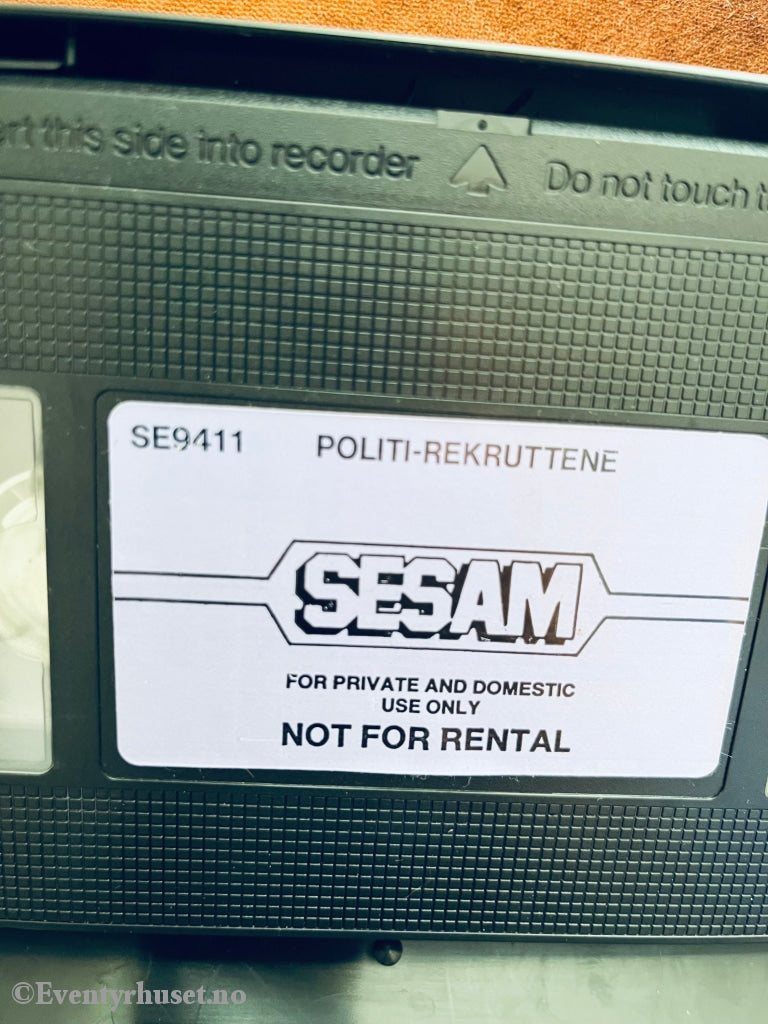 ert this side into recorder
Do not touch t
SE9411
POLITI-REKRUTTENE
SESAM
FOR PRIVATE AND DOMESTIC
USE ONLY
NOT FOR RENTAL
©Eventyrhuset.no